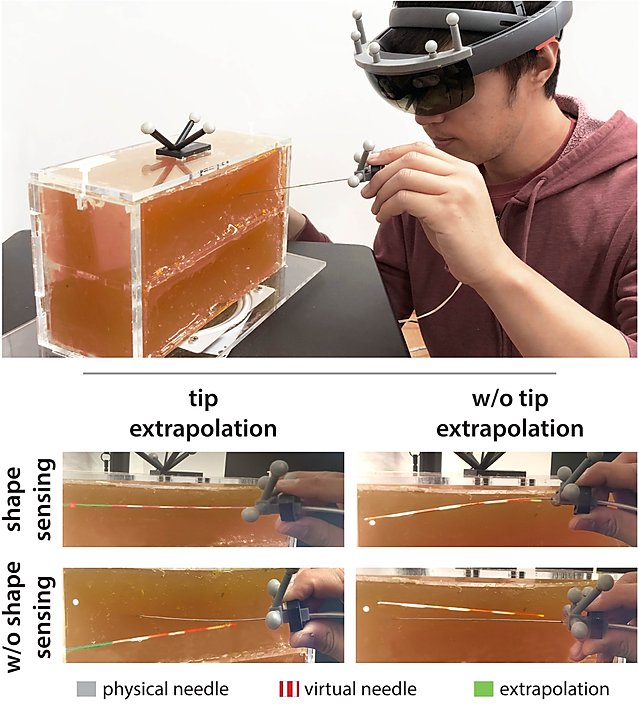 tip
extrapolation
w/o tip
extrapolation
shape
sensing
w/o shape
sensing
physical needle
virtual needle
extrapolation